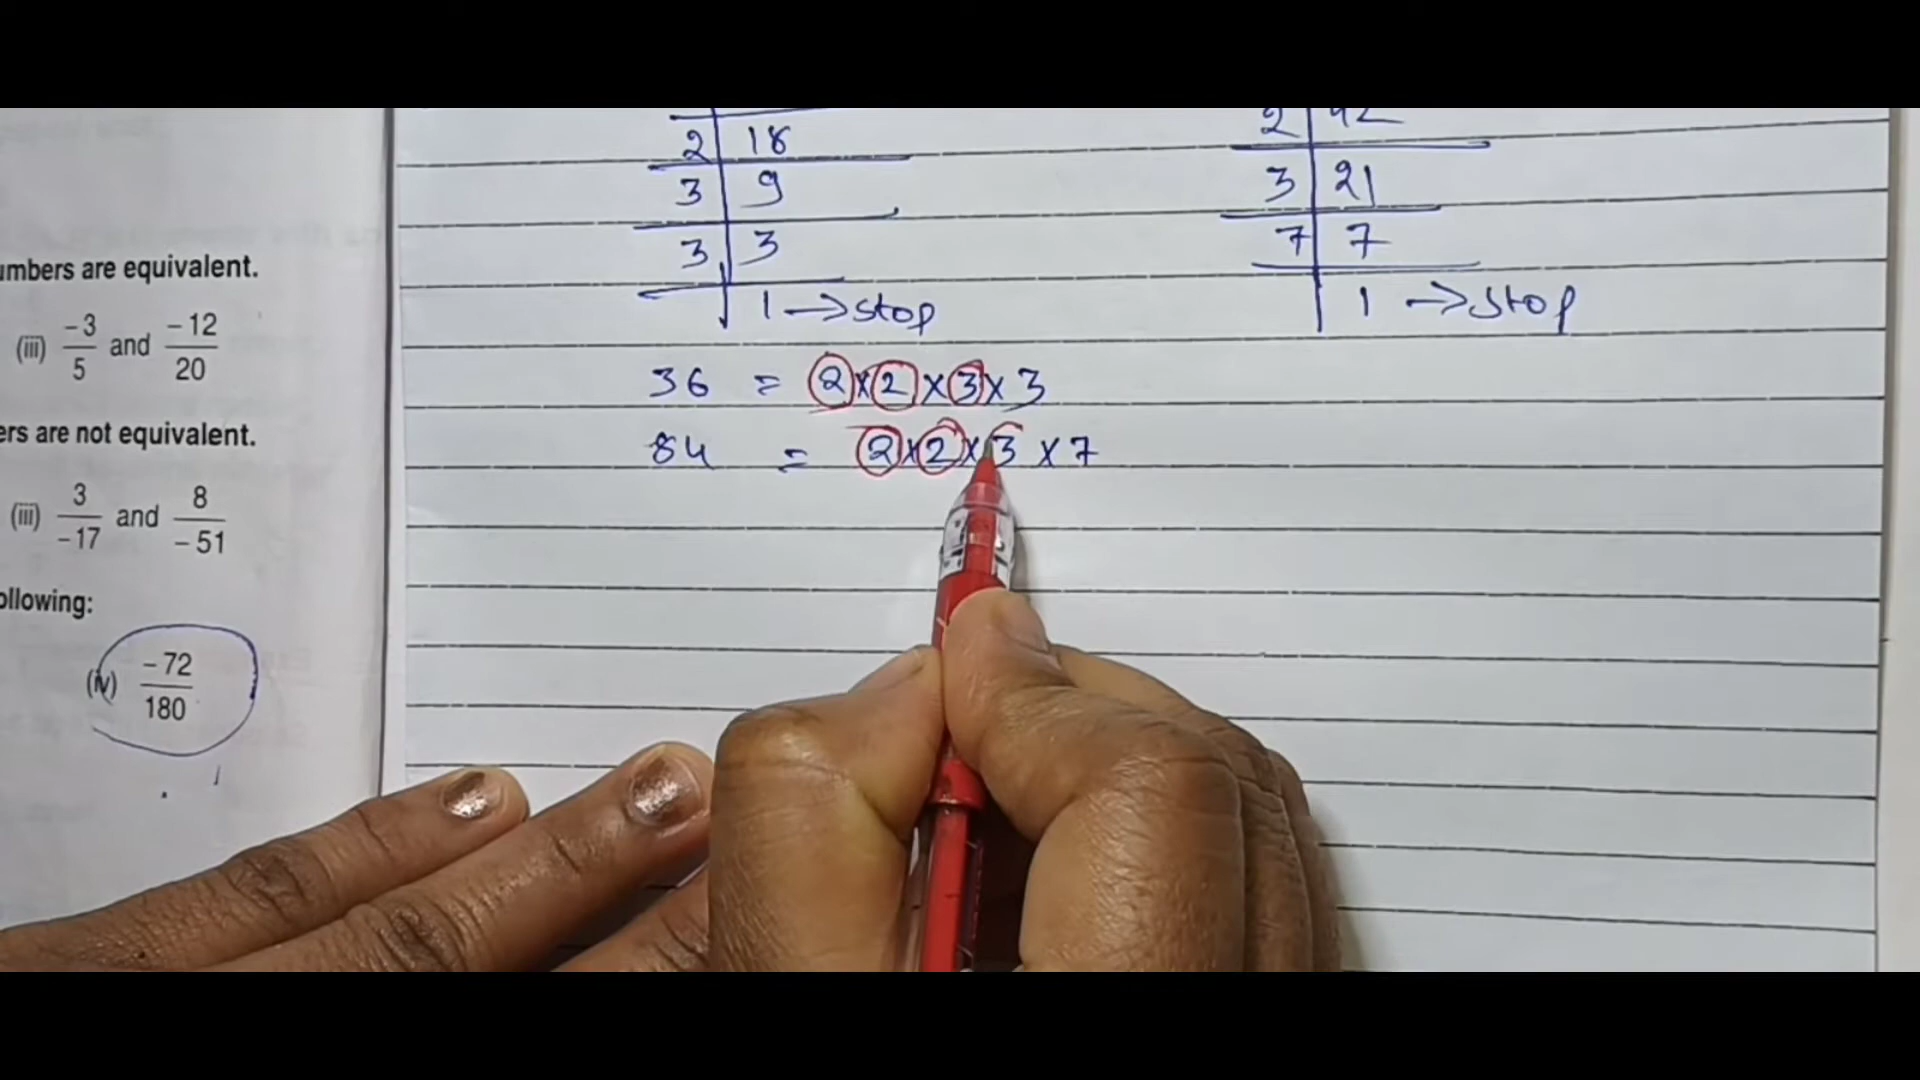 2 18
3 9
3 3
1 → stop
2 42
3 21
7 7
1 → stop
36 = 2 × 2 × 3 × 3
84 = 2 × 2 × 3 × 7
umbers are equivalent.
(iii) -3/5 and -12/20
ers are not equivalent.
(iii) 3/-17 and 8/-51
ollowing:
(iv) -72/180